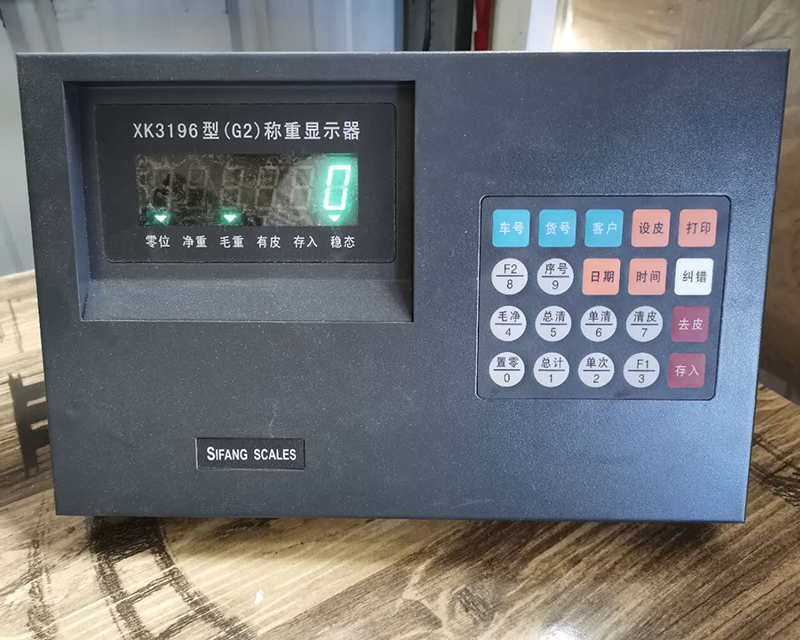 XK3196型(G2)称重显示器
0
零位 净重 毛重 有皮 存入 稳态
车号 货号 客户 设皮 打印
F2 序号 日期 时间 纠错
8 9
毛净 总清 单清 清皮 去皮
4 5 6 7
置零 总计 单次 F1 存入
0 1 2 3
SIFANG SCALES